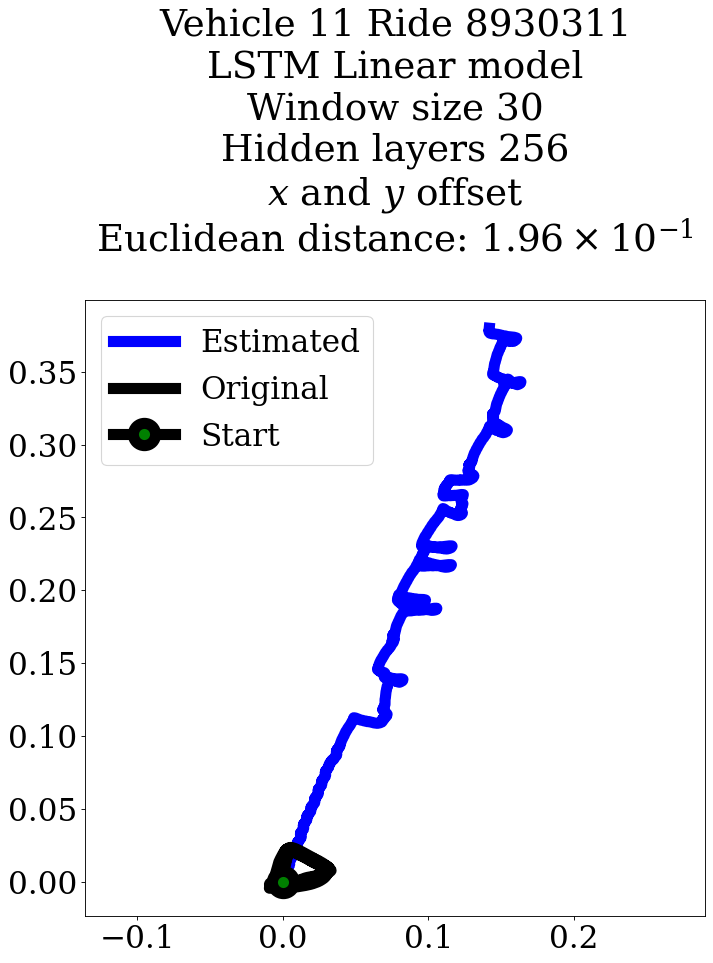 Vehicle 11 Ride 8930311
LSTM Linear model
Window size 30
Hidden layers 256
x and y offset
Euclidean distance: 1.96 × 10⁻¹
Estimated
Original
Start
0.35
0.30
0.25
0.20
0.15
0.10
0.05
0.00
−0.1 0.0 0.1 0.2